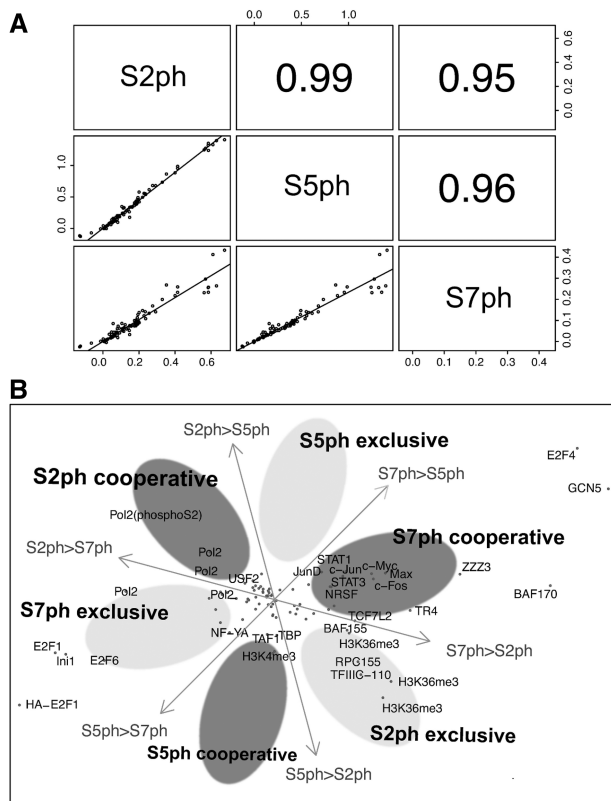 A
0.0 0.5 1.0
S2ph
0.99
0.95
0.0 0.2 0.4 0.6
0.0 0.5 1.0
S5ph
0.96
S7ph
0.0 0.1 0.2 0.3 0.4
0.0 0.2 0.4 0.6
0.0 0.1 0.2 0.3 0.4
B
S2ph>S5ph
S5ph exclusive
E2F4
S2ph cooperative
S7ph>S5ph
GCN5
Pol2(phosphoS2)
S7ph cooperative
S2ph>S7ph
Pol2
STAT1
Pol2
JunD
c-Jun
c-Myc
Max
ZZZ3
USF2
STAT3
c-Fos
Pol2
Pol2
NRSF
BAF170
S7ph exclusive
TCF7L2
TR4
NF-YA
TAF1
TBP
BAF155
E2F1
H3K36me3
S7ph>S2ph
Ini1
E2F6
H3K4me3
RPC155
TFIIIC-110
H3K36me3
HA-E2F1
H3K36me3
S5ph>S7ph
S2ph exclusive
S5ph cooperative
S5ph>S2ph